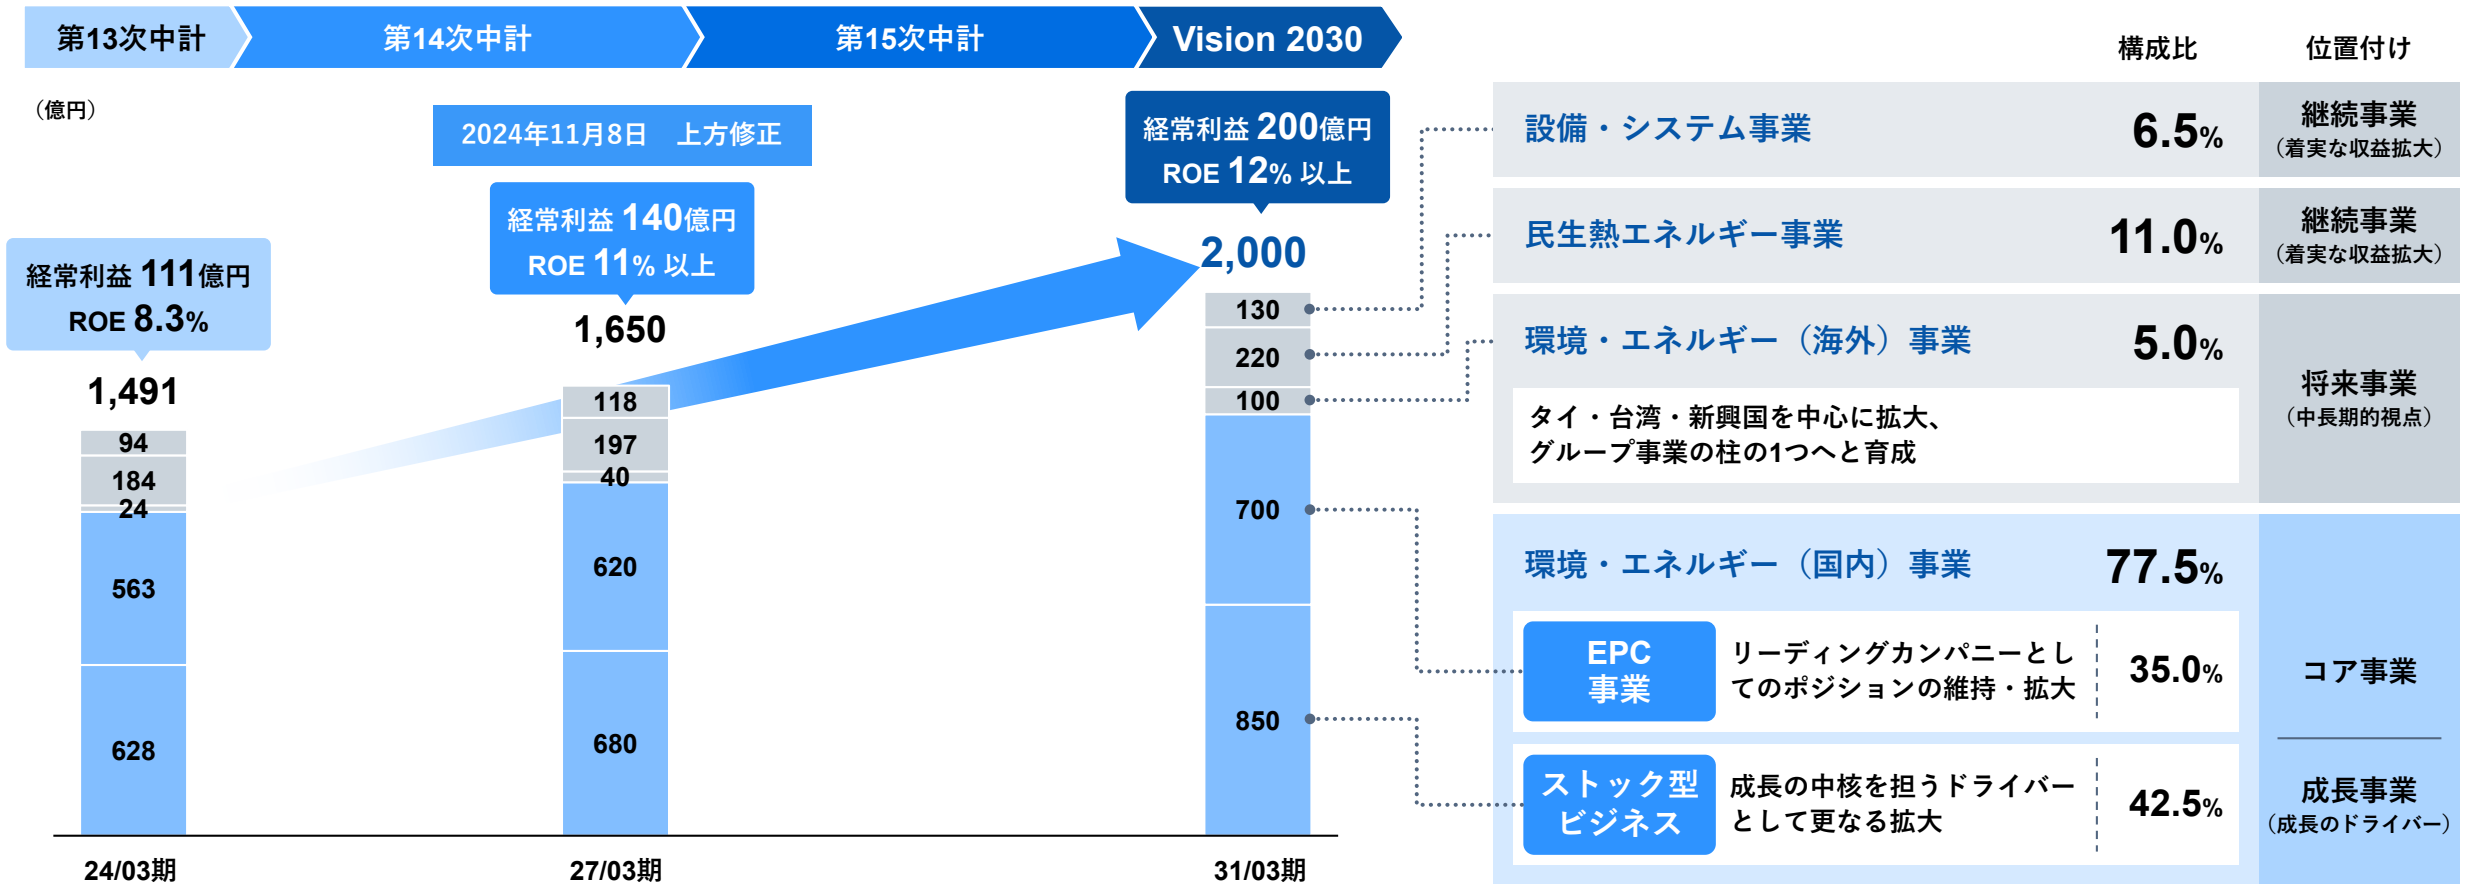 第13次中計
第14次中計
第15次中計
Vision 2030
（億円）
2024年11月8日　上方修正
経常利益 111億円
ROE 8.3%
1,491
94
184
24
563
628
24/03期
経常利益 140億円
ROE 11% 以上
1,650
118
197
40
620
680
27/03期
経常利益 200億円
ROE 12% 以上
2,000
130
220
100
700
850
31/03期
構成比
位置付け
設備・システム事業
6.5%
継続事業
（着実な収益拡大）
民生熱エネルギー事業
11.0%
継続事業
（着実な収益拡大）
環境・エネルギー（海外）事業
5.0%
タイ・台湾・新興国を中心に拡大、
グループ事業の柱の1つへと育成
将来事業
（中長期的視点）
環境・エネルギー（国内）事業
77.5%
EPC
事業
リーディングカンパニーとし
てのポジションの維持・拡大
35.0%
コア事業
ストック型
ビジネス
成長の中核を担うドライバー
として更なる拡大
42.5%
成長事業
（成長のドライバー）